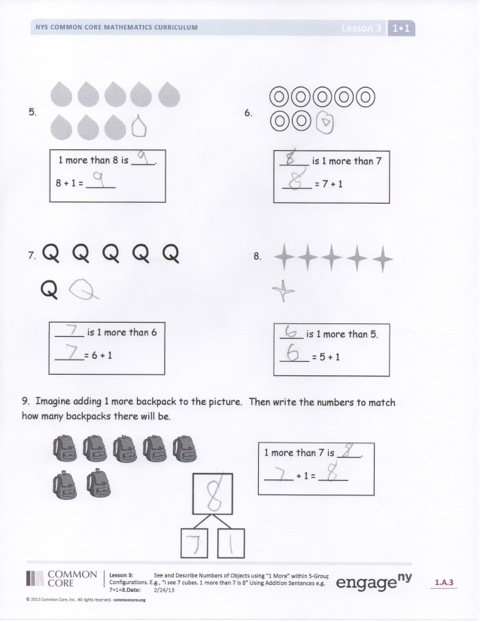 NYS COMMON CORE MATHEMATICS CURRICULUM
Lesson 3
1•1
5.
1 more than 8 is 9.
8 + 1 = 9
6.
8 is 1 more than 7
8 = 7 + 1
7. Q Q Q Q Q
Q Q
7 is 1 more than 6
7 = 6 + 1
8.
6 is 1 more than 5.
6 = 5 + 1
9. Imagine adding 1 more backpack to the picture. Then write the numbers to match
how many backpacks there will be.
1 more than 7 is 8.
7 + 1 = 8
8
7 1
COMMON
CORE
Lesson 3:
See and Describe Numbers of Objects using "1 More" within 5-Group
Configurations. E.g., "I see 7 cubes. 1 more than 7 is 8" Using Addition Sentences e.g.
7+1=8.Date: 2/24/13
engageny
1.A.3
© 2012 Common Core, Inc. All rights reserved. commoncore.org